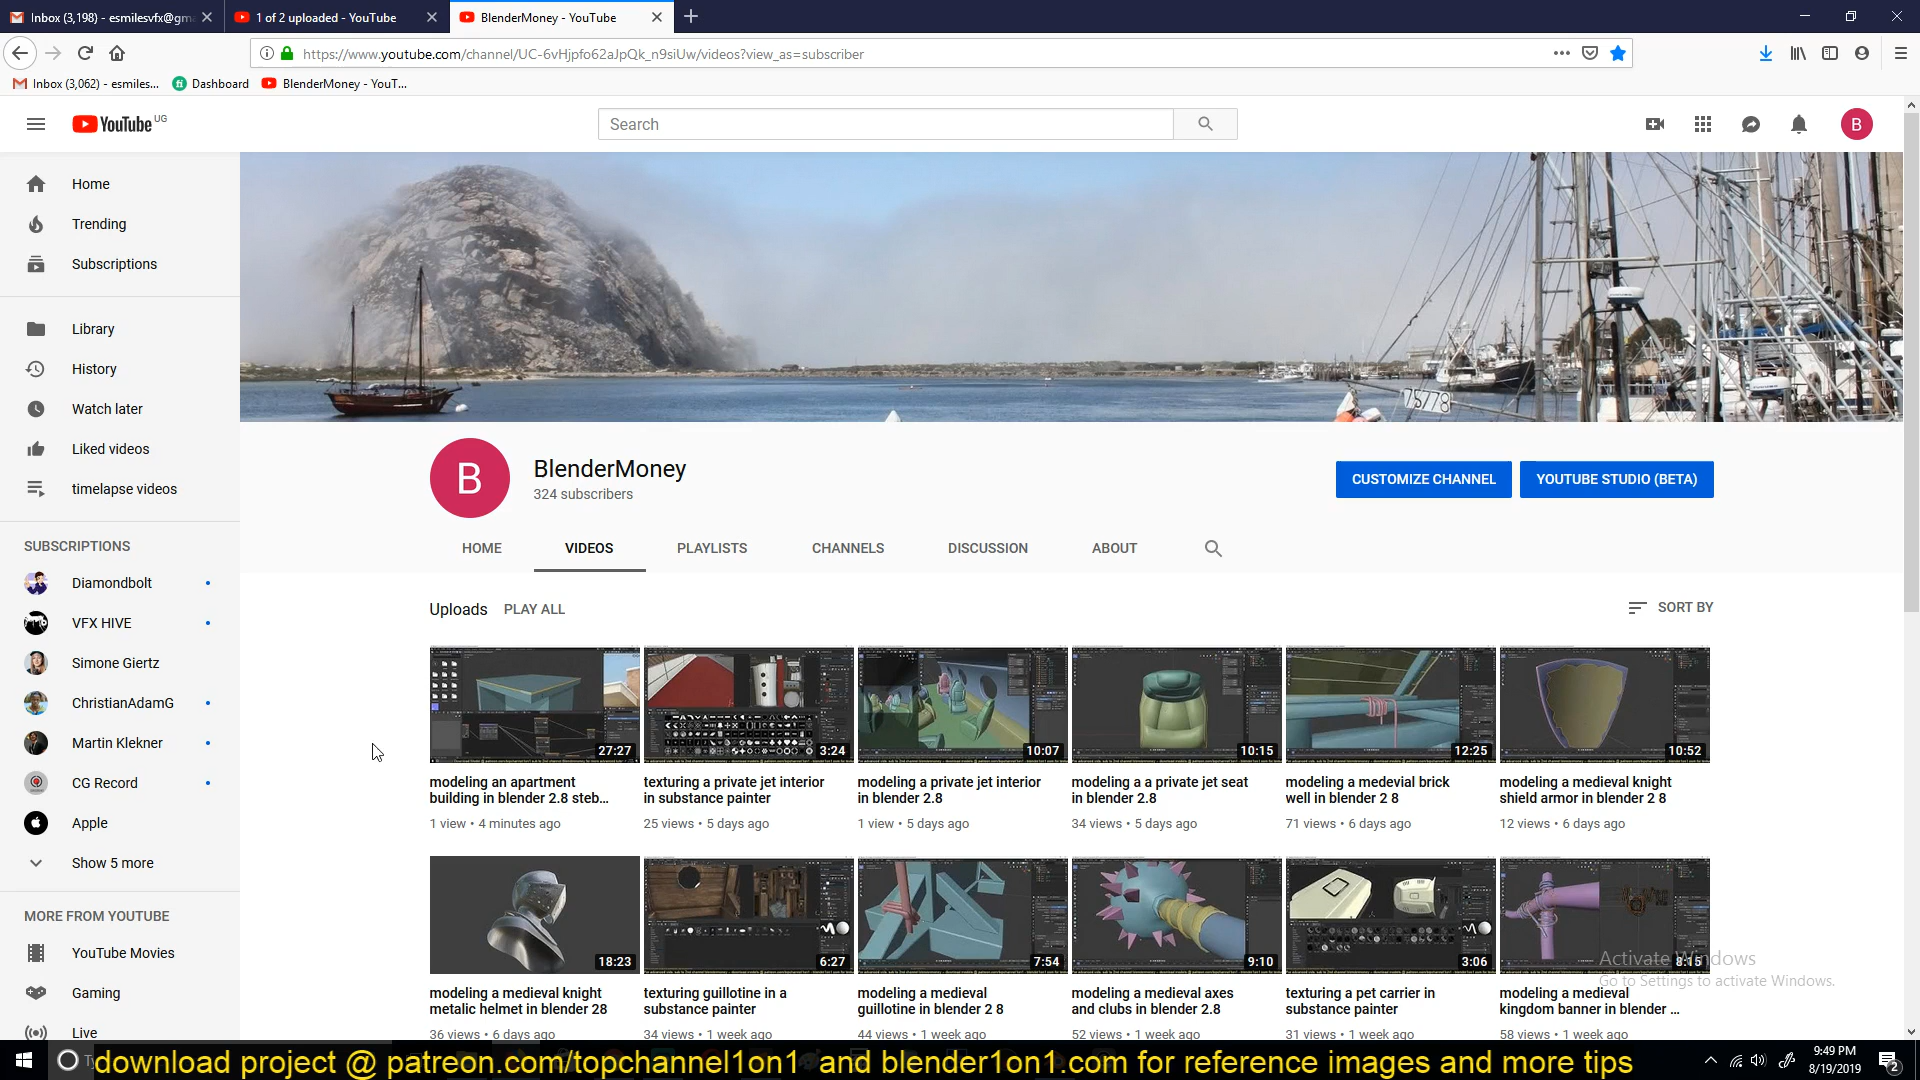 Inbox (3,198) - esmilesvfx@gm
1 of 2 uploaded - YouTube
BlenderMoney - YouTube
https://www.youtube.com/channel/UC-6vHjpfo62aJpQk_n9siUw/videos?view_as=subscriber
Inbox (3,062) - esmiles...
Dashboard
BlenderMoney - YouT...
YouTube UG
Search
B
Home
Trending
Subscriptions
Library
History
Watch later
Liked videos
timelapse videos
SUBSCRIPTIONS
Diamondbolt
VFX HIVE
Simone Giertz
ChristianAdamG
Martin Klekner
CG Record
Apple
Show 5 more
MORE FROM YOUTUBE
YouTube Movies
Gaming
Live
75778
B
BlenderMoney
324 subscribers
CUSTOMIZE CHANNEL
YOUTUBE STUDIO (BETA)
HOME
VIDEOS
PLAYLISTS
CHANNELS
DISCUSSION
ABOUT
Uploads
PLAY ALL
SORT BY
27:27
modeling an apartment
building in blender 2.8 steb...
1 view • 4 minutes ago
3:24
texturing a private jet interior
in substance painter
25 views • 5 days ago
10:07
modeling a private jet interior
in blender 2.8
1 view • 5 days ago
10:15
modeling a a private jet seat
in blender 2.8
34 views • 5 days ago
12:25
modeling a medevial brick
well in blender 2 8
71 views • 6 days ago
10:52
modeling a medieval knight
shield armor in blender 2 8
12 views • 6 days ago
18:23
modeling a medieval knight
metalic helmet in blender 28
36 views • 6 days ago
6:27
texturing guillotine in a
substance painter
34 views • 1 week ago
7:54
modeling a medieval
guillotine in blender 2 8
44 views • 1 week ago
9:10
modeling a medieval axes
and clubs in blender 2.8
52 views • 1 week ago
3:06
texturing a pet carrier in
substance painter
31 views • 1 week ago
8:15
modeling a medieval
kingdom banner in blender ...
58 views • 1 week ago
Activate Windows
Go to Settings to activate Windows.
download project @ patreon.com/topchannel1on1 and blender1on1.com for reference images and more tips
9:49 PM
8/19/2019
2